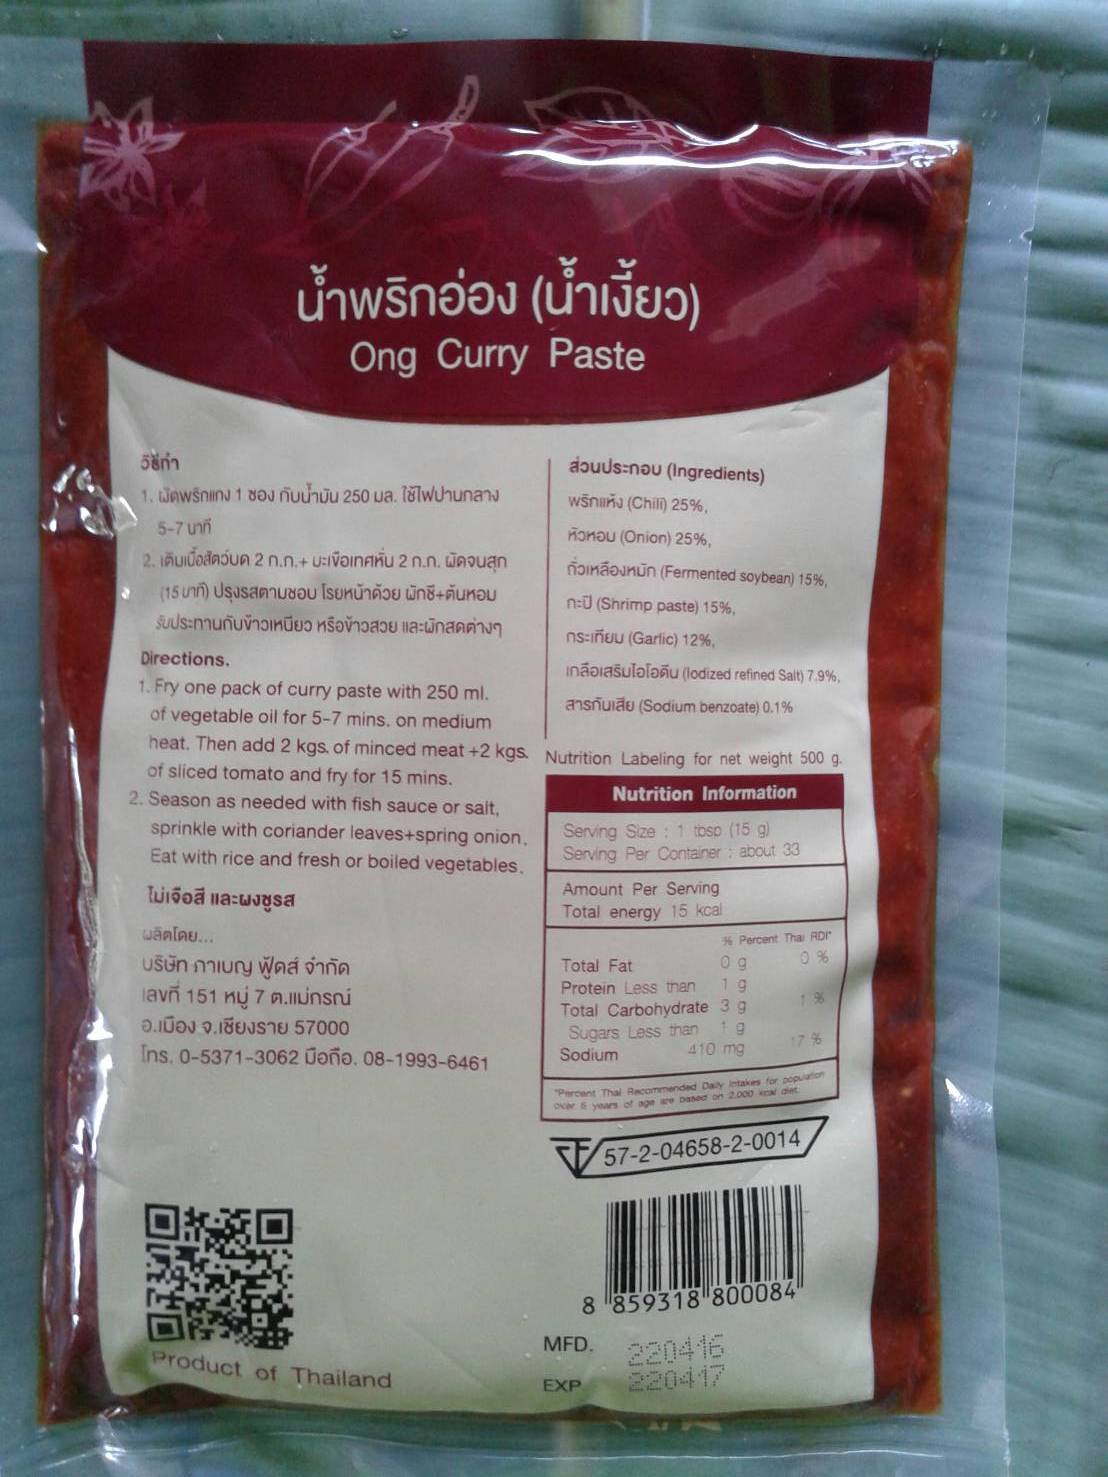 น้ำพริกอ่อง (น้ำเงี้ยว)
Ong Curry Paste
วิธีทำ
1. ผัดพริกแกง 1 ซอง กับน้ำมัน 250 มล. ใช้ไฟปานกลาง
5-7 นาที
2. เติมเนื้อสัตว์บด 2 ก.ก.+ มะเขือเทศหั่น 2 ก.ก. ผัดจนสุก
(15 นาที) ปรุงรสตามชอบ โรยหน้าด้วย ผักชี+ต้นหอม
รับประทานกับข้าวเหนียว หรือข้าวสวย และผักสดต่างๆ
Directions.
1. Fry one pack of curry paste with 250 ml.
of vegetable oil for 5-7 mins. on medium
heat. Then add 2 kgs. of minced meat +2 kgs.
of sliced tomato and fry for 15 mins.
2. Season as needed with fish sauce or salt,
sprinkle with coriander leaves+spring onion.
Eat with rice and fresh or boiled vegetables.
ไม่เจือสี และผงชูรส
ผลิตโดย...
บริษัท กาเบญ ฟู้ดส์ จำกัด
เลขที่ 151 หมู่ 7 ต.แม่กรณ์
อ.เมือง จ.เชียงราย 57000
โทร. 0-5371-3062 มือถือ. 08-1993-6461
Product of Thailand
ส่วนประกอบ (Ingredients)
พริกแห้ง (Chili) 25%,
หัวหอม (Onion) 25%,
ถั่วเหลืองหมัก (Fermented soybean) 15%,
กะปิ (Shrimp paste) 15%,
กระเทียม (Garlic) 12%,
เกลือเสริมไอโอดีน (Iodized refined Salt) 7.9%,
สารกันเสีย (Sodium benzoate) 0.1%
Nutrition Labeling for net weight 500 g.
Nutrition Information
Serving Size : 1 tbsp (15 g)
Serving Per Container : about 33
Amount Per Serving
Total energy 15 kcal
% Percent Thai RDI*
Total Fat 0 g 0 %
Protein Less than 1 g
Total Carbohydrate 3 g 1 %
Sugars Less than 1 g
Sodium 410 mg 17 %
*Percent Thai Recommended Daily Intakes for population
over 6 years of age are based on 2,000 kcal diet.
57-2-04658-2-0014
8 859318 800084
MFD. 220416
EXP 220417